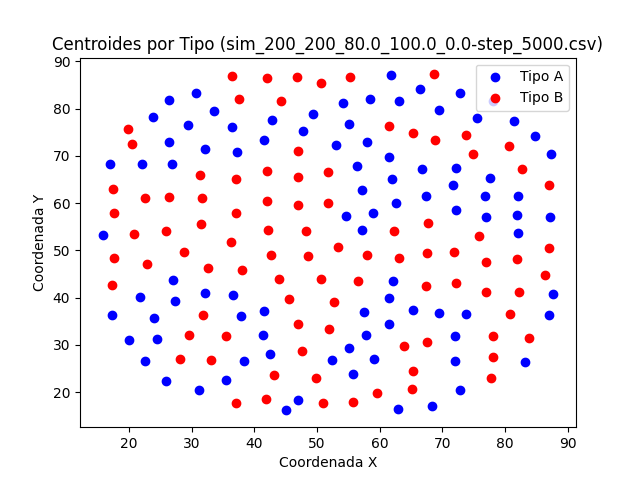 Centroides por Tipo (sim_200_200_80.0_100.0_0.0-step_5000.csv)
Tipo A
Tipo B
90
80
70
60
50
40
30
20
Coordenada Y
20 30 40 50 60 70 80 90
Coordenada X